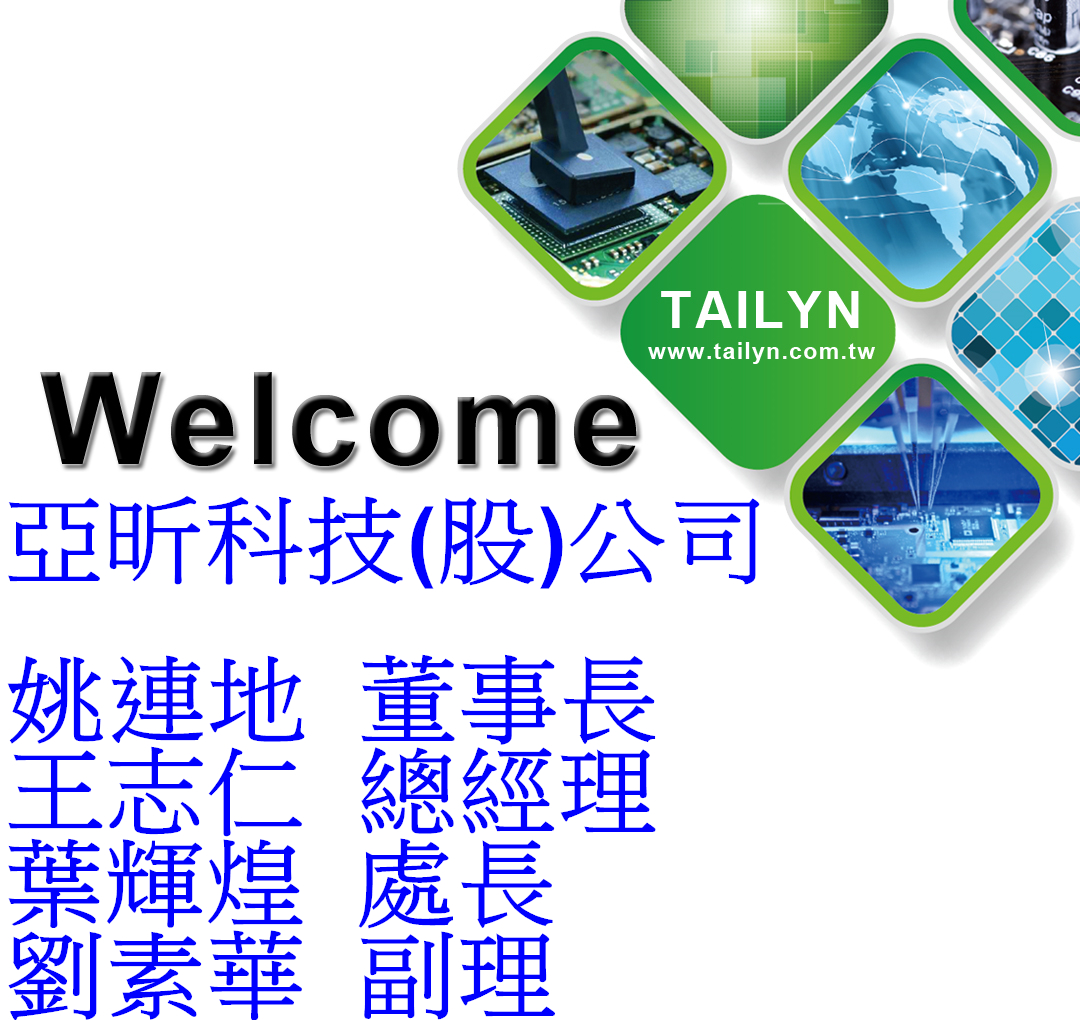 TAILYN
www.tailyn.com.tw
Welcome
亞昕科技(股)公司
姚連地 董事長
王志仁 總經理
葉輝煌 處長
劉素華 副理